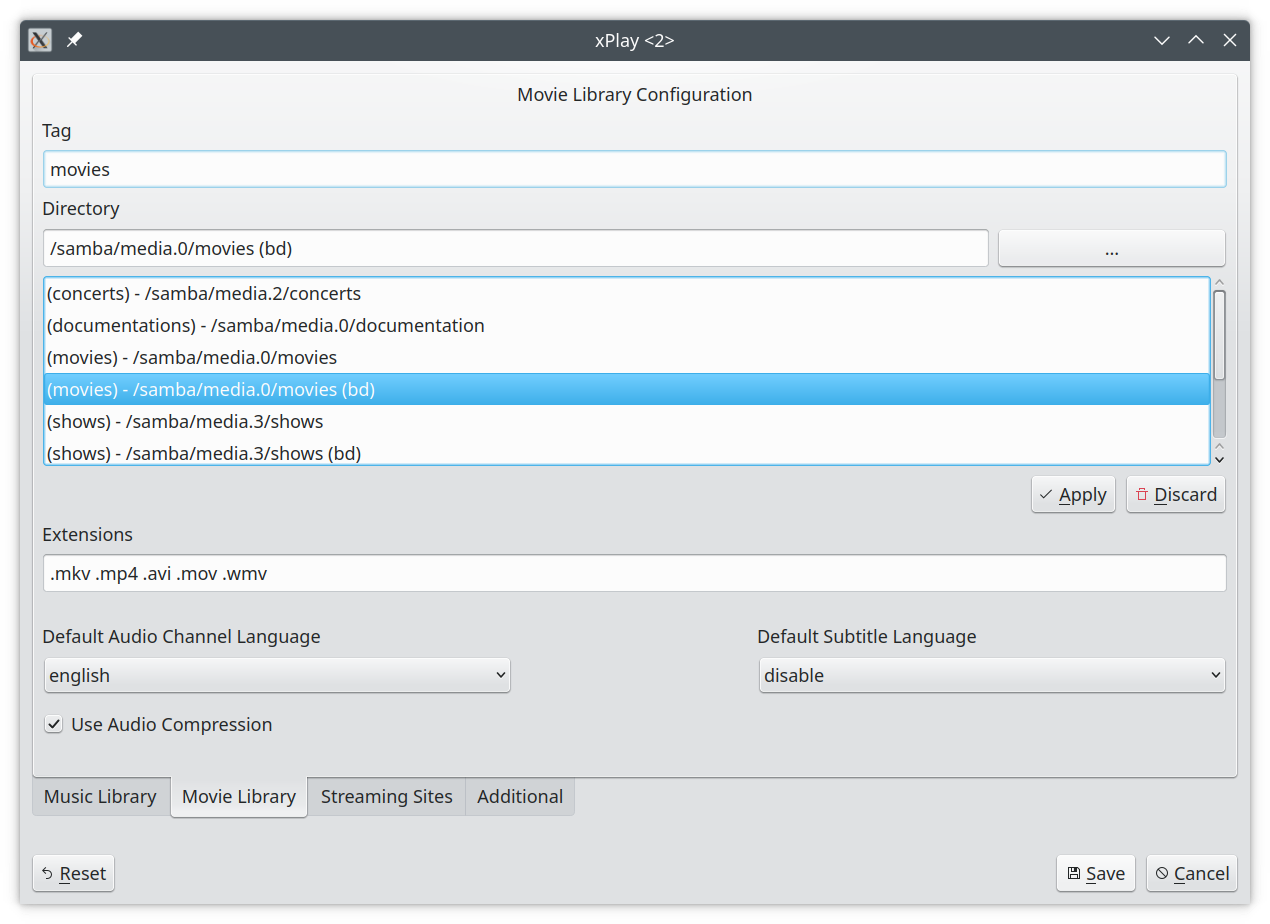 xPlay <2>
Movie Library Configuration
Tag
movies
Directory
/samba/media.0/movies (bd)
...
(concerts) - /samba/media.2/concerts
(documentations) - /samba/media.0/documentation
(movies) - /samba/media.0/movies
(movies) - /samba/media.0/movies (bd)
(shows) - /samba/media.3/shows
(shows) - /samba/media.3/shows (bd)
Apply Discard
Extensions
.mkv .mp4 .avi .mov .wmv
Default Audio Channel Language Default Subtitle Language
english disable
Use Audio Compression
Music Library Movie Library Streaming Sites Additional
Reset Save Cancel